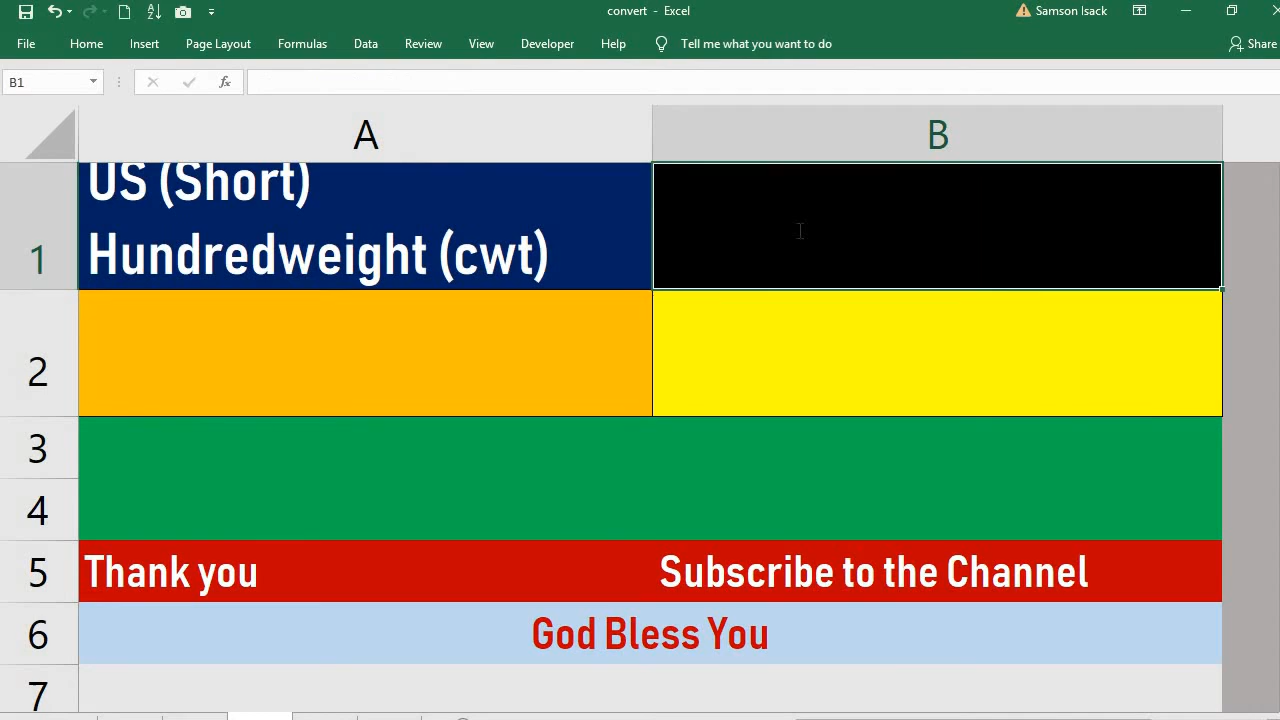 convert - Excel
Samson Isack
File Home Insert Page Layout Formulas Data Review View Developer Help Tell me what you want to do Share
B1 fx
A B
1 US (Short)
Hundredweight (cwt)
2
3
4
5 Thank you Subscribe to the Channel
6 God Bless You
7